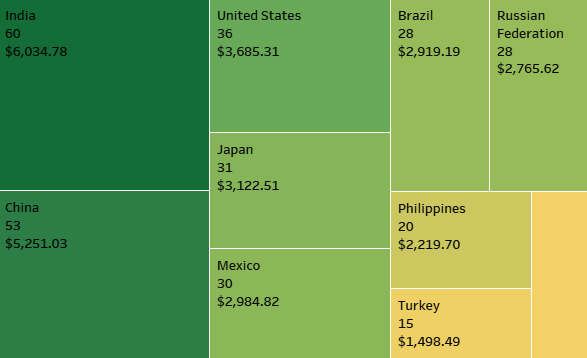 India
60
$6,034.78
China
53
$5,251.03
United States
36
$3,685.31
Japan
31
$3,122.51
Mexico
30
$2,984.82
Brazil
28
$2,919.19
Russian
Federation
28
$2,765.62
Philippines
20
$2,219.70
Turkey
15
$1,498.49